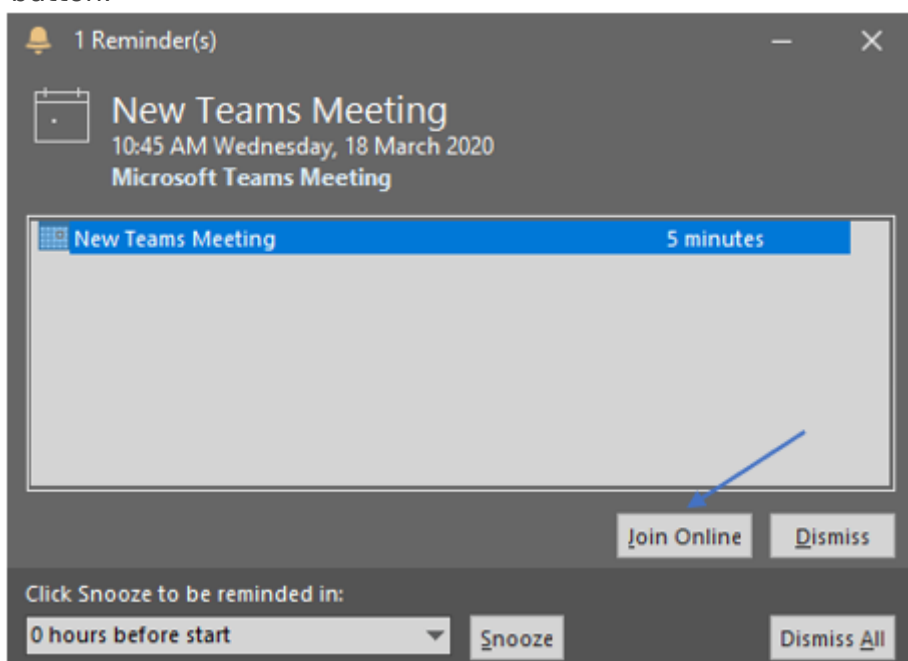 1 Reminder(s)
New Teams Meeting
10:45 AM Wednesday, 18 March 2020
Microsoft Teams Meeting
New Teams Meeting 5 minutes
Join Online Dismiss
Click Snooze to be reminded in:
0 hours before start Snooze Dismiss All